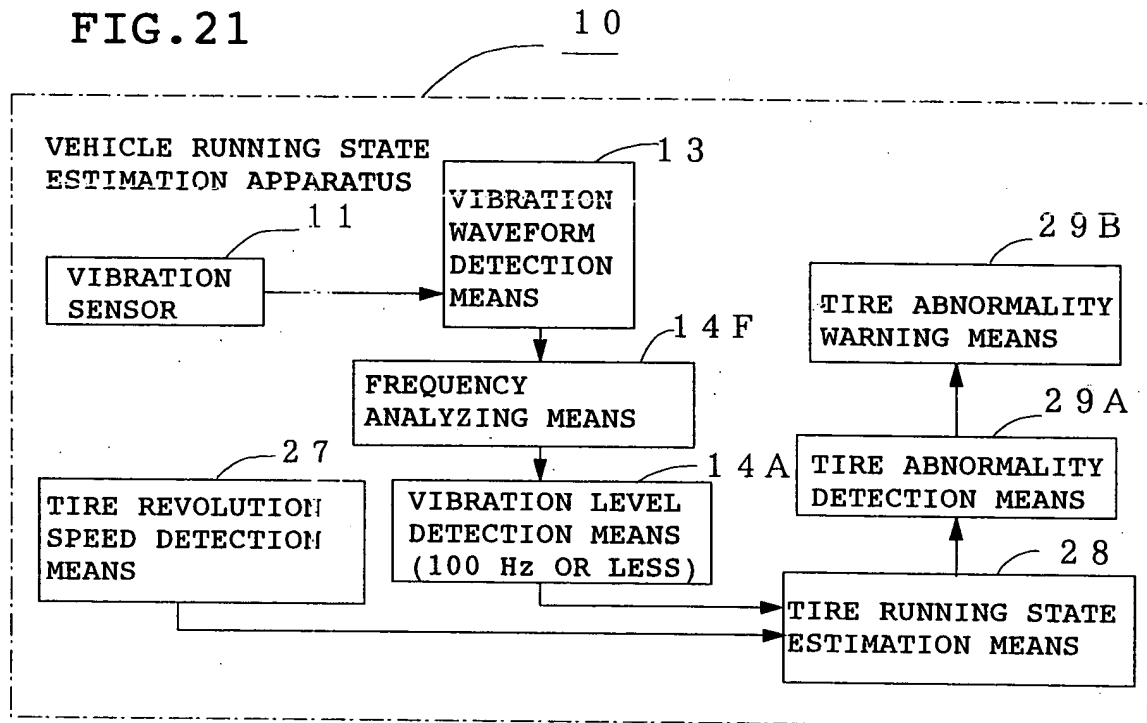 FIG.21
10
VEHICLE RUNNING STATE
ESTIMATION APPARATUS
13
VIBRATION
WAVEFORM
DETECTION
MEANS
11
VIBRATION
SENSOR
29B
TIRE ABNORMALITY
WARNING MEANS
14F
FREQUENCY
ANALYZING MEANS
29A
TIRE ABNORMALITY
DETECTION MEANS
27
TIRE REVOLUTION
SPEED DETECTION
MEANS
14A
VIBRATION LEVEL
DETECTION MEANS
(100 Hz OR LESS)
28
TIRE RUNNING STATE
ESTIMATION MEANS